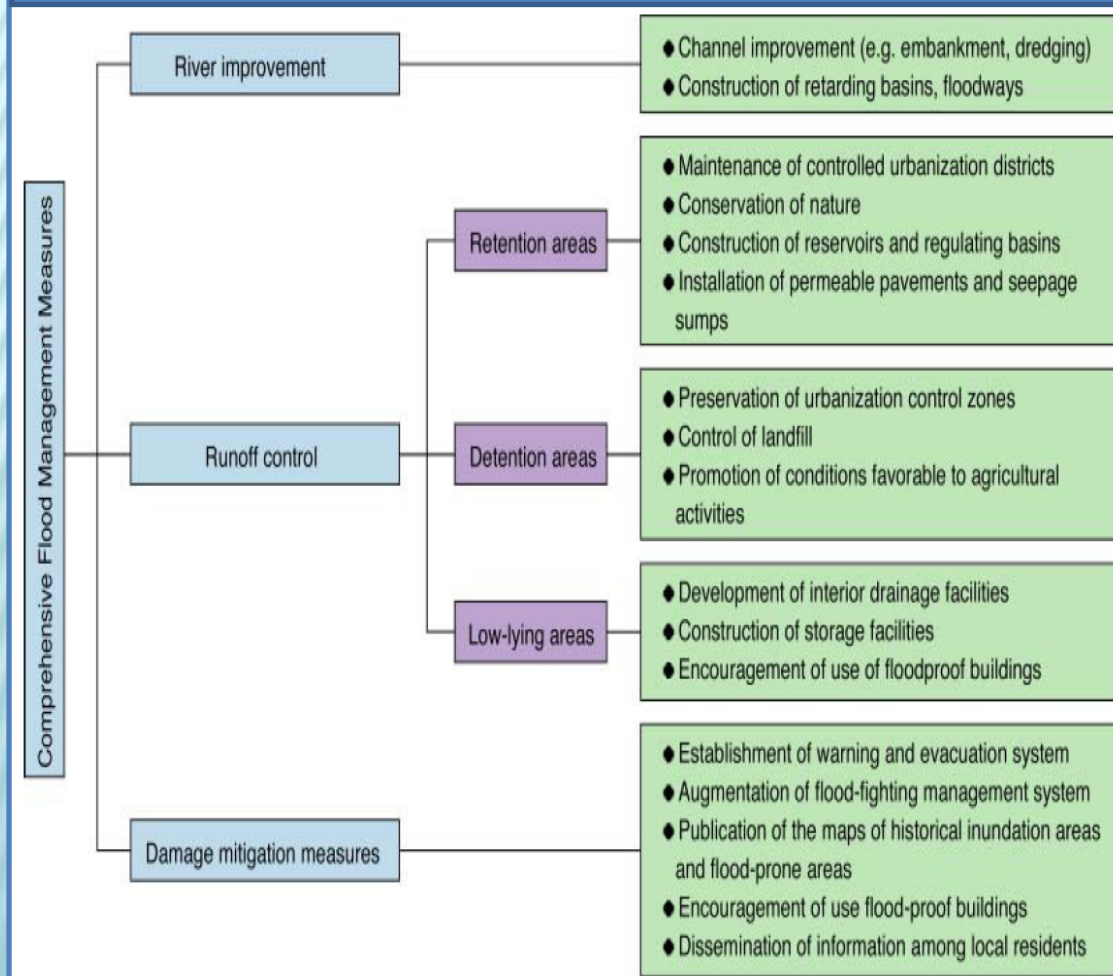 Comprehensive Flood Management Measures
River improvement
● Channel improvement (e.g. embankment, dredging)
● Construction of retarding basins, floodways
Runoff control
Retention areas
● Maintenance of controlled urbanization districts
● Conservation of nature
● Construction of reservoirs and regulating basins
● Installation of permeable pavements and seepage
sumps
Detention areas
● Preservation of urbanization control zones
● Control of landfill
● Promotion of conditions favorable to agricultural
activities
Low-lying areas
● Development of interior drainage facilities
● Construction of storage facilities
● Encouragement of use of floodproof buildings
Damage mitigation measures
● Establishment of warning and evacuation system
● Augmentation of flood-fighting management system
● Publication of the maps of historical inundation areas
and flood-prone areas
● Encouragement of use flood-proof buildings
● Dissemination of information among local residents